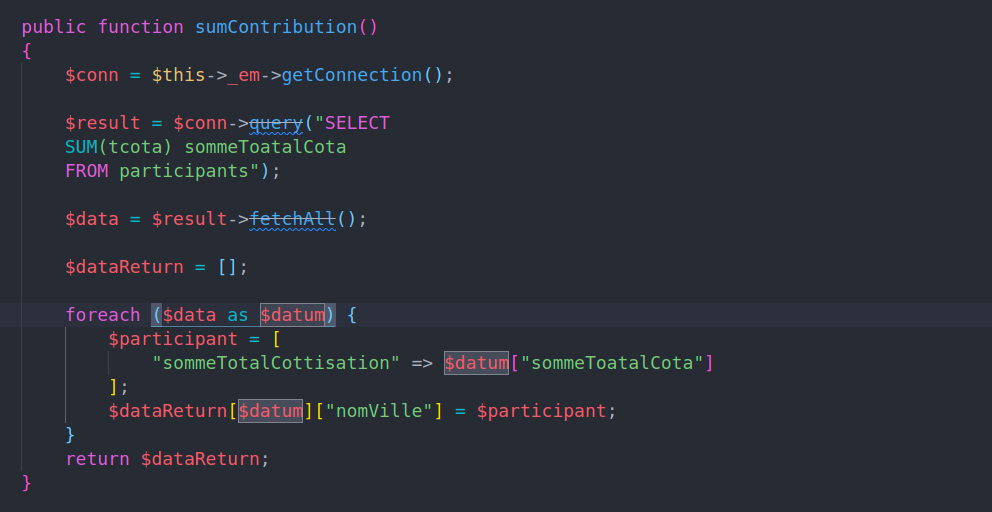 public function sumContribution()
{
$conn = $this->_em->getConnection();
$result = $conn->query("SELECT
SUM(tcota) sommeToatalCota
FROM participants");
$data = $result->fetchAll();
$dataReturn = [];
foreach ($data as $datum) {
$participant = [
"sommeTotalCottisation" => $datum["sommeToatalCota"]
];
$dataReturn[$datum]["nomVille"] = $participant;
}
return $dataReturn;
}